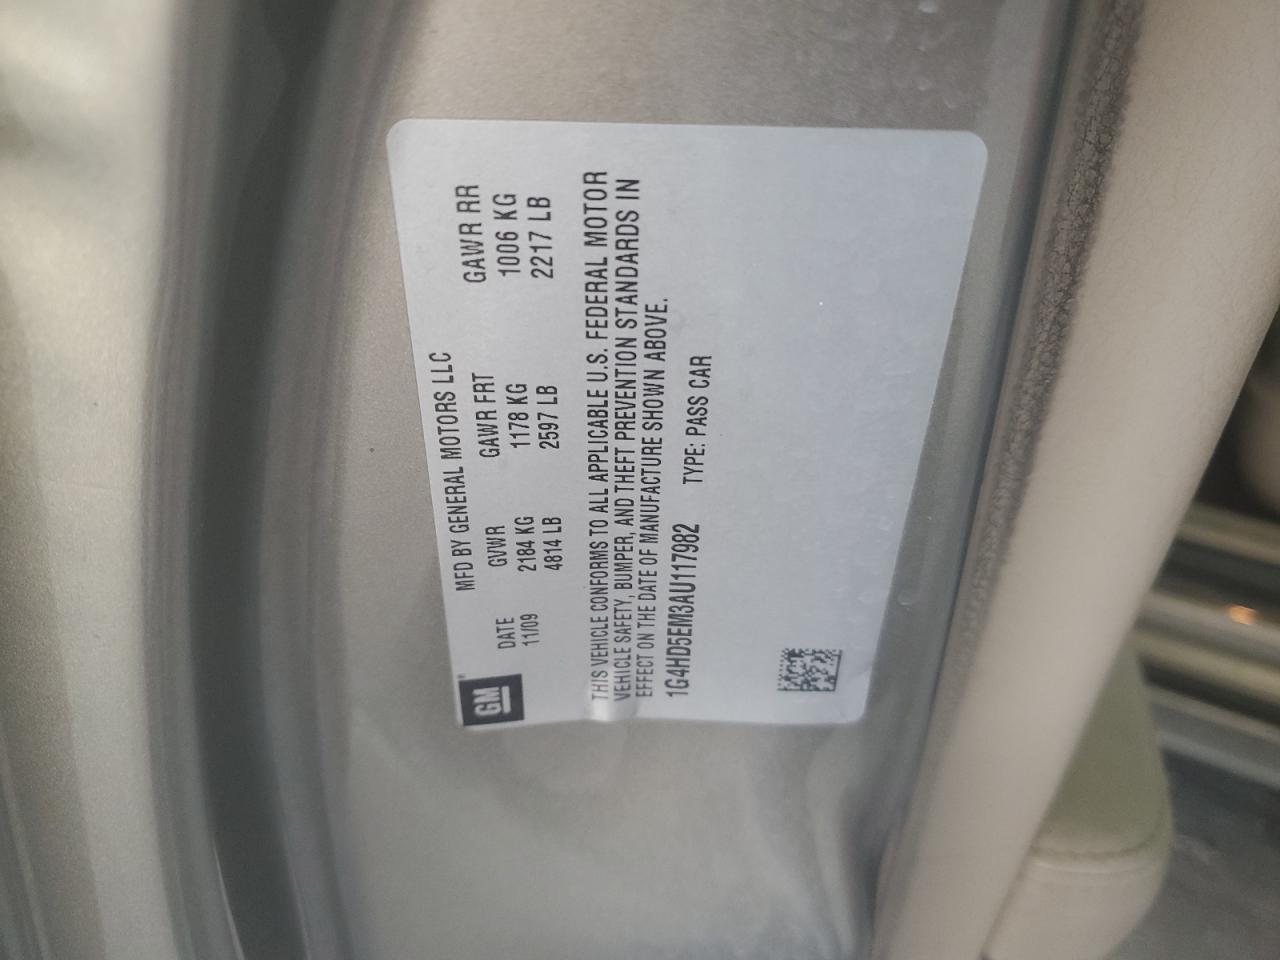 MFD BY GENERAL MOTORS LLC
DATE GVWR GAWR FRT GAWR RR
11/09 2184 KG 1178 KG 1006 KG
4814 LB 2597 LB 2217 LB
GM®
THIS VEHICLE CONFORMS TO ALL APPLICABLE U.S. FEDERAL MOTOR
VEHICLE SAFETY, BUMPER, AND THEFT PREVENTION STANDARDS IN
EFFECT ON THE DATE OF MANUFACTURE SHOWN ABOVE.
1G4HD5EM3AU117982 TYPE: PASS CAR